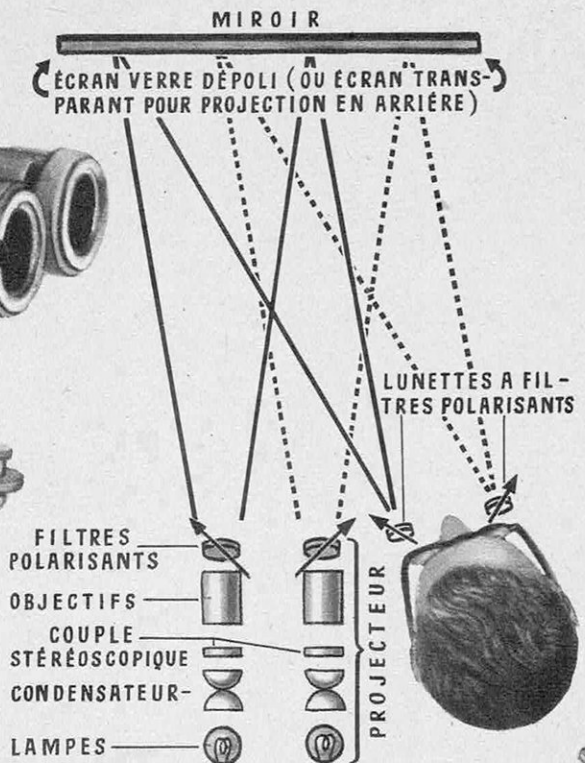 MIROIR
ÉCRAN VERRE DÉPOLI (OU ÉCRAN TRANS-
PARANT POUR PROJECTION EN ARRIÉRE)
LUNETTES A FIL-
TRES POLARISANTS
FILTRES
POLARISANTS
OBJECTIFS
COUPLE
STÉRÉOSCOPIQUE
CONDENSATEUR-
LAMPES
PROJECTEUR